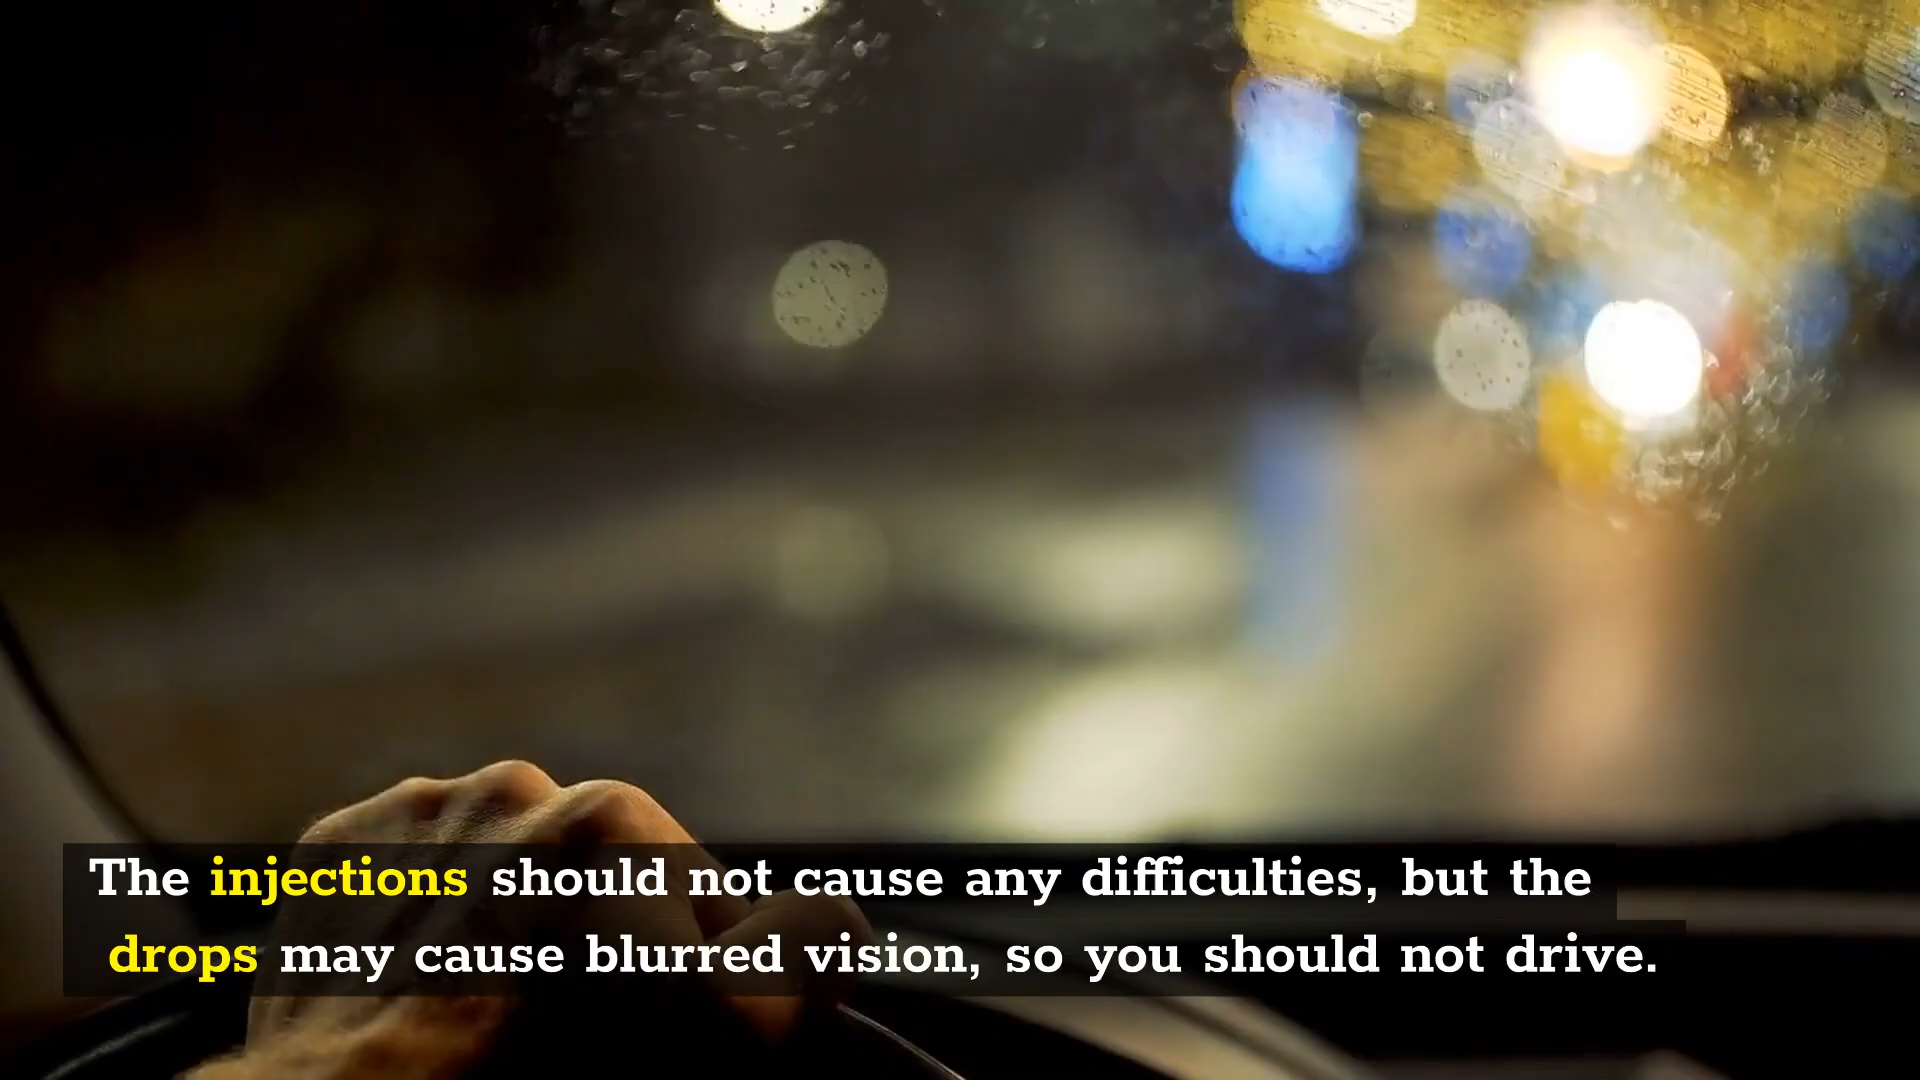 The injections should not cause any difficulties, but the
drops may cause blurred vision, so you should not drive.